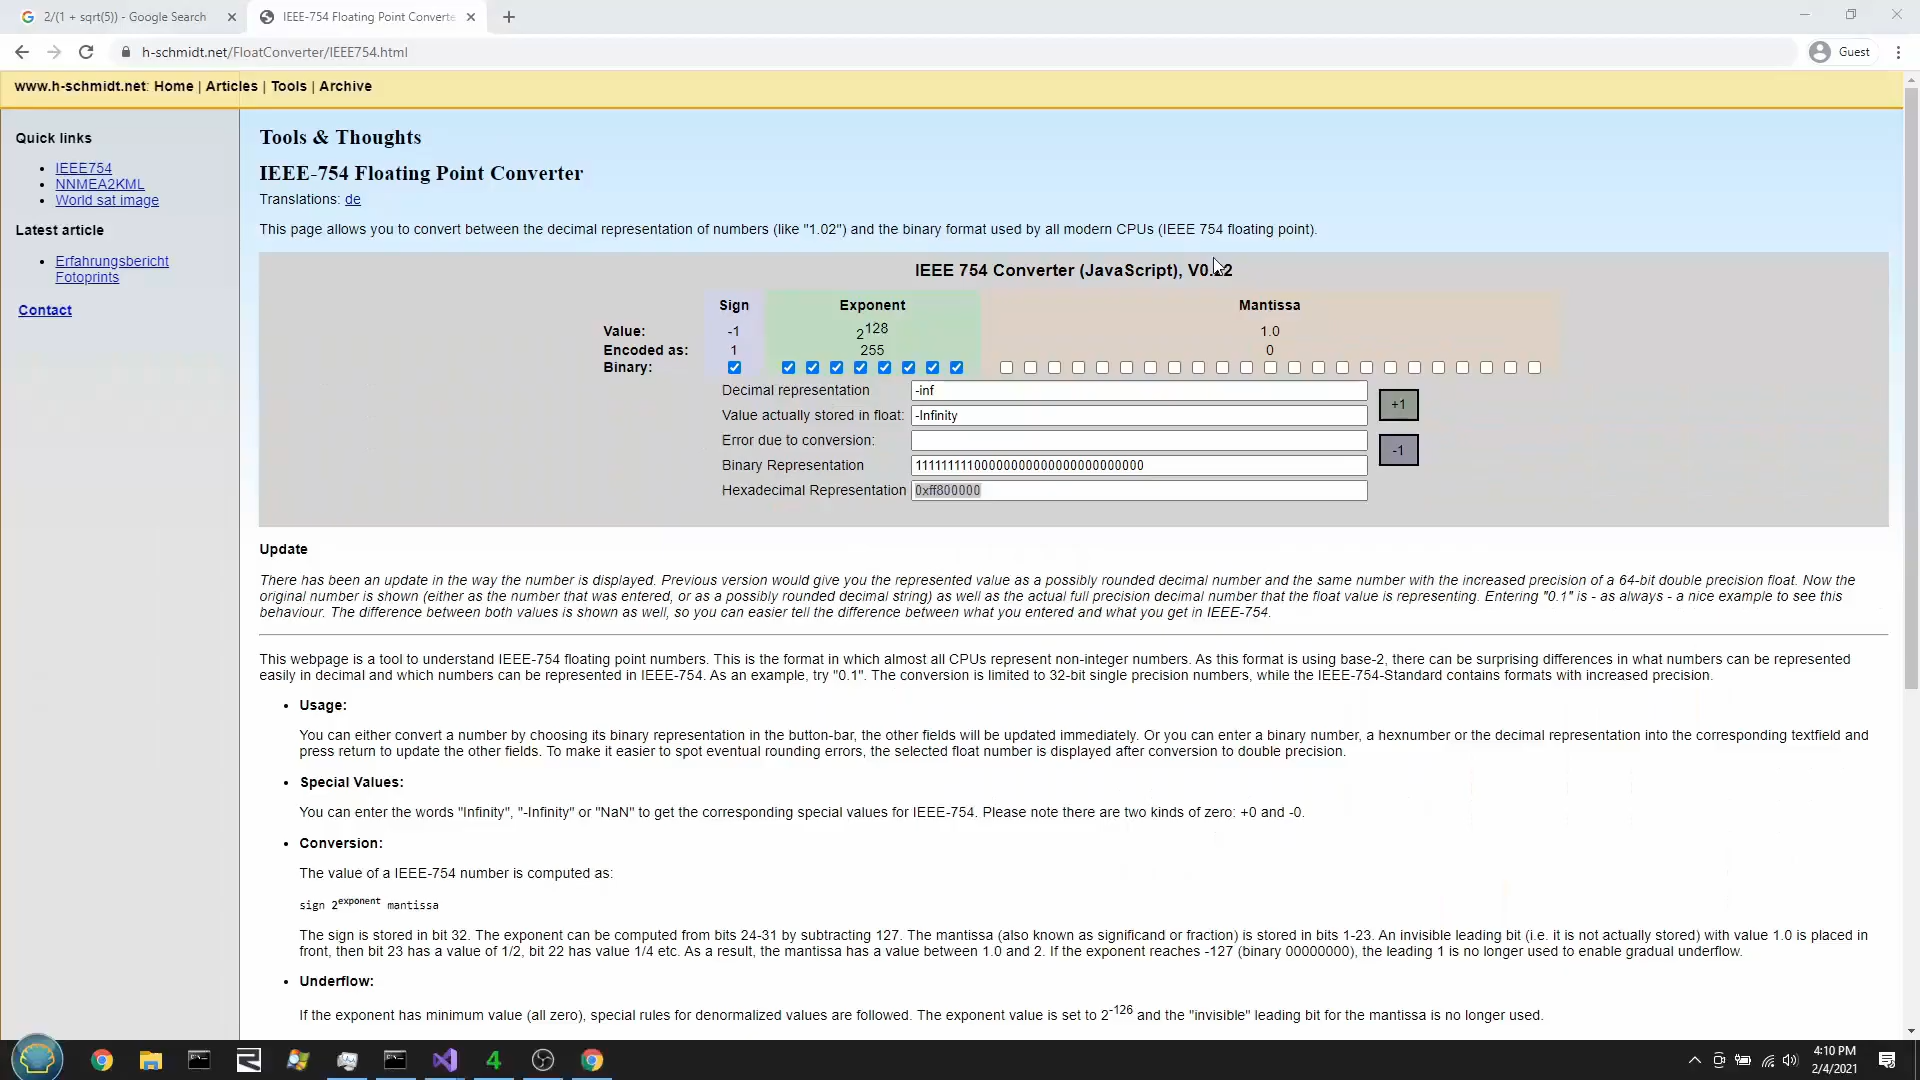 2/(1 + sqrt(5)) - Google Search
IEEE-754 Floating Point Converte
h-schmidt.net/FloatConverter/IEEE754.html
Guest
www.h-schmidt.net: Home | Articles | Tools | Archive
Quick links
IEEE754
NNMEA2KML
World sat image
Latest article
Erfahrungsbericht
Fotoprints
Contact
Tools & Thoughts
IEEE-754 Floating Point Converter
Translations: de
This page allows you to convert between the decimal representation of numbers (like "1.02") and the binary format used by all modern CPUs (IEEE 754 floating point).
IEEE 754 Converter (JavaScript),
Sign Exponent Mantissa
Value: -1 2^128 1.0
Encoded as: 1 255 0
Binary:
Decimal representation -inf
Value actually stored in float: -Infinity
+1
Error due to conversion:
-1
Binary Representation 11111111100000000000000000000000
Hexadecimal Representation 0xff800000
Update
There has been an update in the way the number is displayed. Previous version would give you the represented value as a possibly rounded decimal number and the same number with the increased precision of a 64-bit double precision float. Now the
original number is shown (either as the number that was entered, or as a possibly rounded decimal string) as well as the actual full precision decimal number that the float value is representing. Entering "0.1" is - as always - a nice example to see this
behaviour. The difference between both values is shown as well, so you can easier tell the difference between what you entered and what you get in IEEE-754.
This webpage is a tool to understand IEEE-754 floating point numbers. This is the format in which almost all CPUs represent non-integer numbers. As this format is using base-2, there can be surprising differences in what numbers can be represented
easily in decimal and which numbers can be represented in IEEE-754. As an example, try "0.1". The conversion is limited to 32-bit single precision numbers, while the IEEE-754-Standard contains formats with increased precision.
Usage:
You can either convert a number by choosing its binary representation in the button-bar, the other fields will be updated immediately. Or you can enter a binary number, a hexnumber or the decimal representation into the corresponding textfield and
press return to update the other fields. To make it easier to spot eventual rounding errors, the selected float number is displayed after conversion to double precision.
Special Values:
You can enter the words "Infinity", "-Infinity" or "NaN" to get the corresponding special values for IEEE-754. Please note there are two kinds of zero: +0 and -0.
Conversion:
The value of a IEEE-754 number is computed as:
sign 2^exponent mantissa
The sign is stored in bit 32. The exponent can be computed from bits 24-31 by subtracting 127. The mantissa (also known as significand or fraction) is stored in bits 1-23. An invisible leading bit (i.e. it is not actually stored) with value 1.0 is placed in
front, then bit 23 has a value of 1/2, bit 22 has value 1/4 etc. As a result, the mantissa has a value between 1.0 and 2. If the exponent reaches -127 (binary 00000000), the leading 1 is no longer used to enable gradual underflow.
Underflow:
If the exponent has minimum value (all zero), special rules for denormalized values are followed. The exponent value is set to 2^-126 and the "invisible" leading bit for the mantissa is no longer used.
4:10 PM
2/4/2021